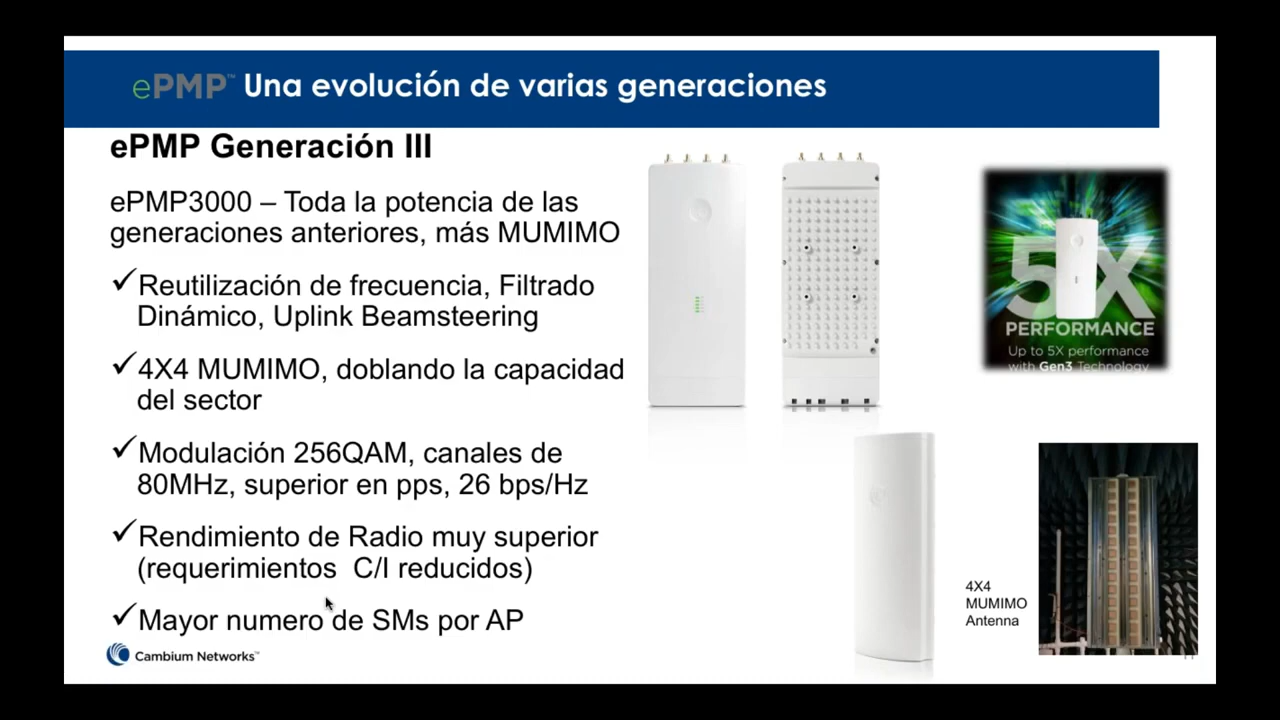 ePMP™ Una evolución de varias generaciones
ePMP Generación III
ePMP3000 – Toda la potencia de las
generaciones anteriores, más MUMIMO
✓Reutilización de frecuencia, Filtrado
Dinámico, Uplink Beamsteering
✓4X4 MUMIMO, doblando la capacidad
del sector
✓Modulación 256QAM, canales de
80MHz, superior en pps, 26 bps/Hz
✓Rendimiento de Radio muy superior
(requerimientos C/I reducidos)
✓Mayor numero de SMs por AP
Cambium Networks™
5X
PERFORMANCE
Up to 5X performance
with Gen3 Technology
4X4
MUMIMO
Antenna